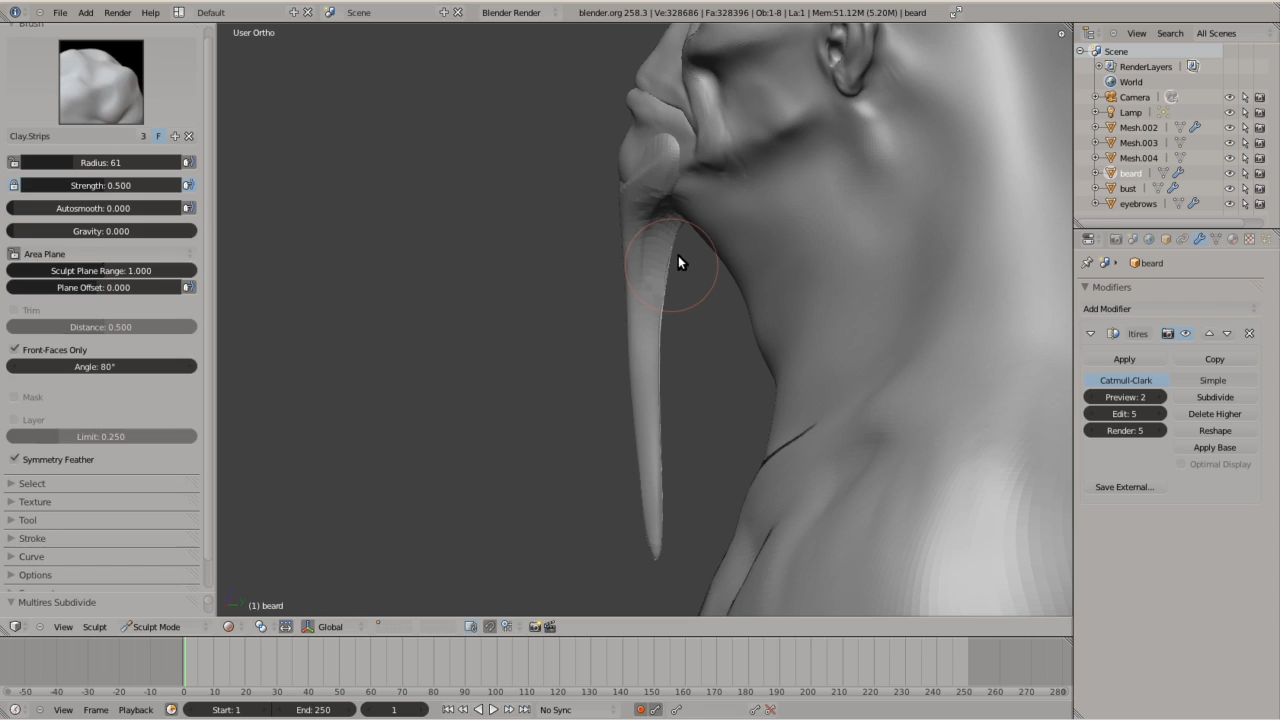 File Add Render Help Default Scene Blender Render blender.org 258.3 | Ve:328686 | Fa:328396 | Ob:1-8 | La:1 | Mem:51.12M (5.20M) | beard
Brush
User Ortho
View Search All Scenes
Scene
RenderLayers
World
Camera
Lamp
Mesh.002
Mesh.003
Mesh.004
beard
bust
eyebrows
Clay.Strips 3 F
Radius: 61
Strength: 0.500
Autosmooth: 0.000
Gravity: 0.000
Area Plane
Sculpt Plane Range: 1.000
Plane Offset: 0.000
Trim
Distance: 0.500
Front-Faces Only
Angle: 80°
Mask
Layer
Limit: 0.250
Symmetry Feather
Select
Texture
Tool
Stroke
Curve
Options
Multires Subdivide
beard
Modifiers
Add Modifier
ltires
Apply Copy
Catmull-Clark Simple
Preview: 2 Subdivide
Edit: 5 Delete Higher
Render: 5 Reshape
Apply Base
Optimal Display
Save External...
(1) beard
View Sculpt Sculpt Mode Global
-50 -40 -30 -20 -10 0 10 20 30 40 50 60 70 80 90 100 110 120 130 140 150 160 170 180 190 200 210 220 230 240 250 260 270 280
View Frame Playback Start: 1 End: 250 1 No Sync